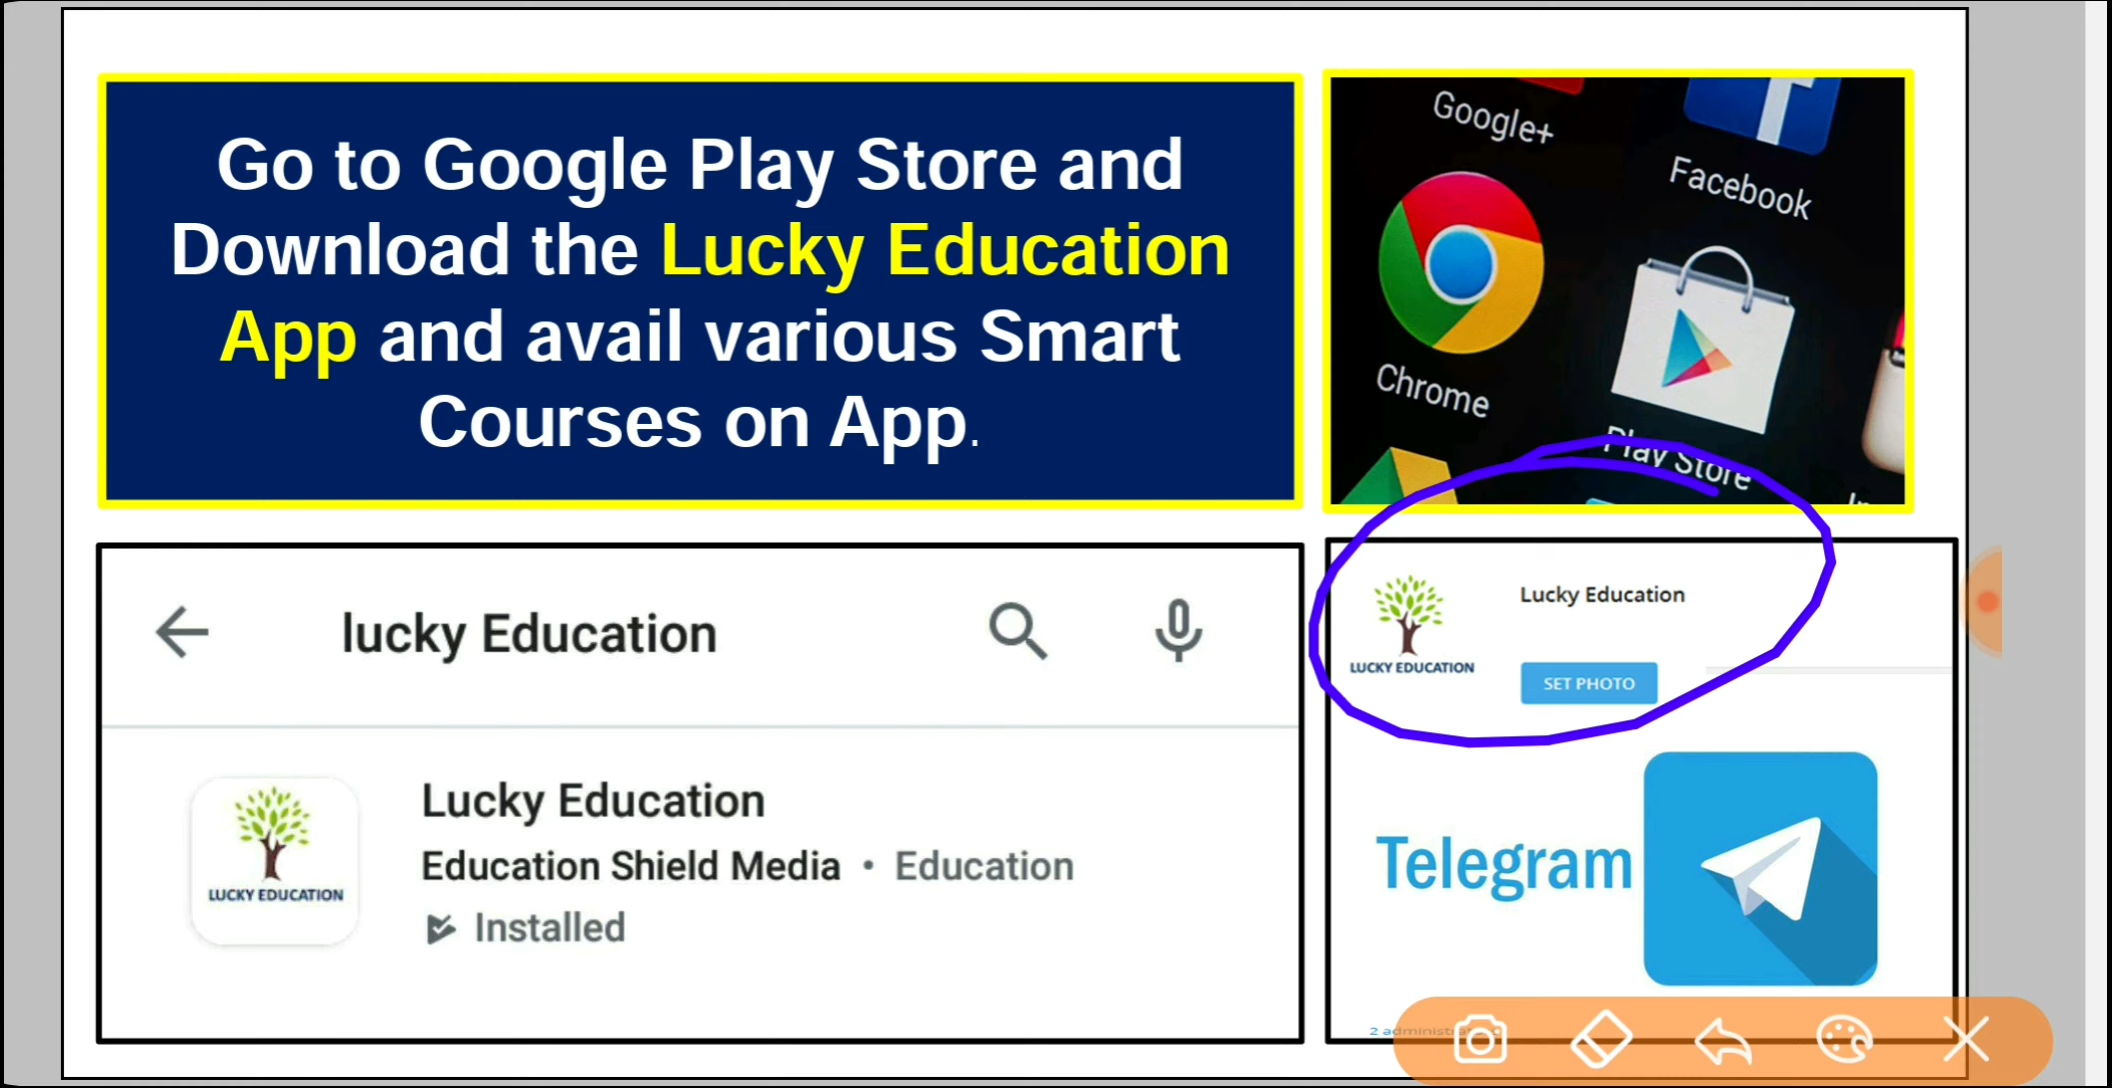 Go to Google Play Store and
Download the Lucky Education
App and avail various Smart
Courses on App.
Google+
Facebook
Chrome
Play Store
lucky Education
Lucky Education
Education Shield Media • Education
Installed
LUCKY EDUCATION
Lucky Education
LUCKY EDUCATION
SET PHOTO
Telegram
2